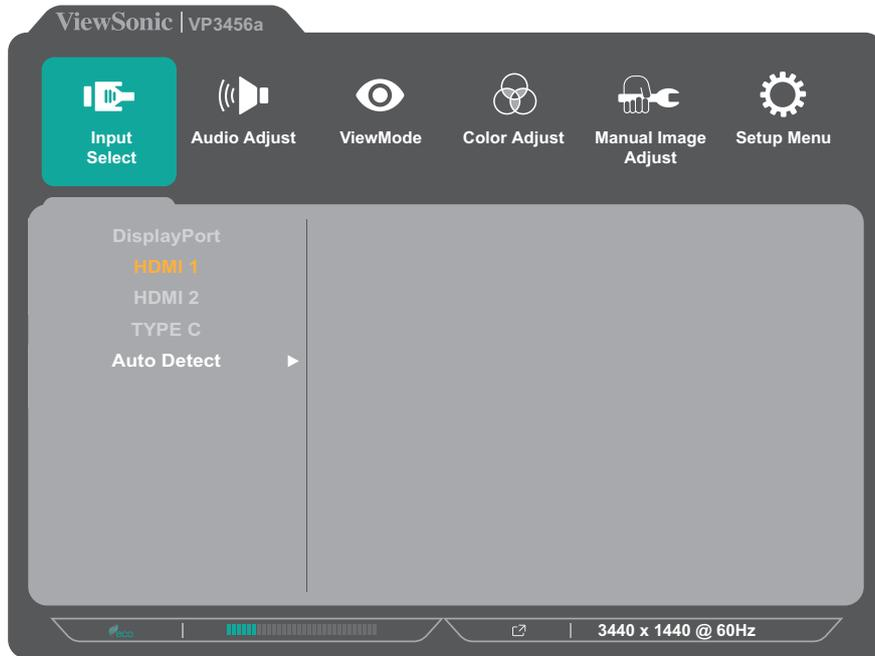 ViewSonic | VP3456a
Input
Select
Audio Adjust
ViewMode
Color Adjust
Manual Image
Adjust
Setup Menu
DisplayPort
HDMI 1
HDMI 2
TYPE C
Auto Detect
eco
3440 x 1440 @ 60Hz